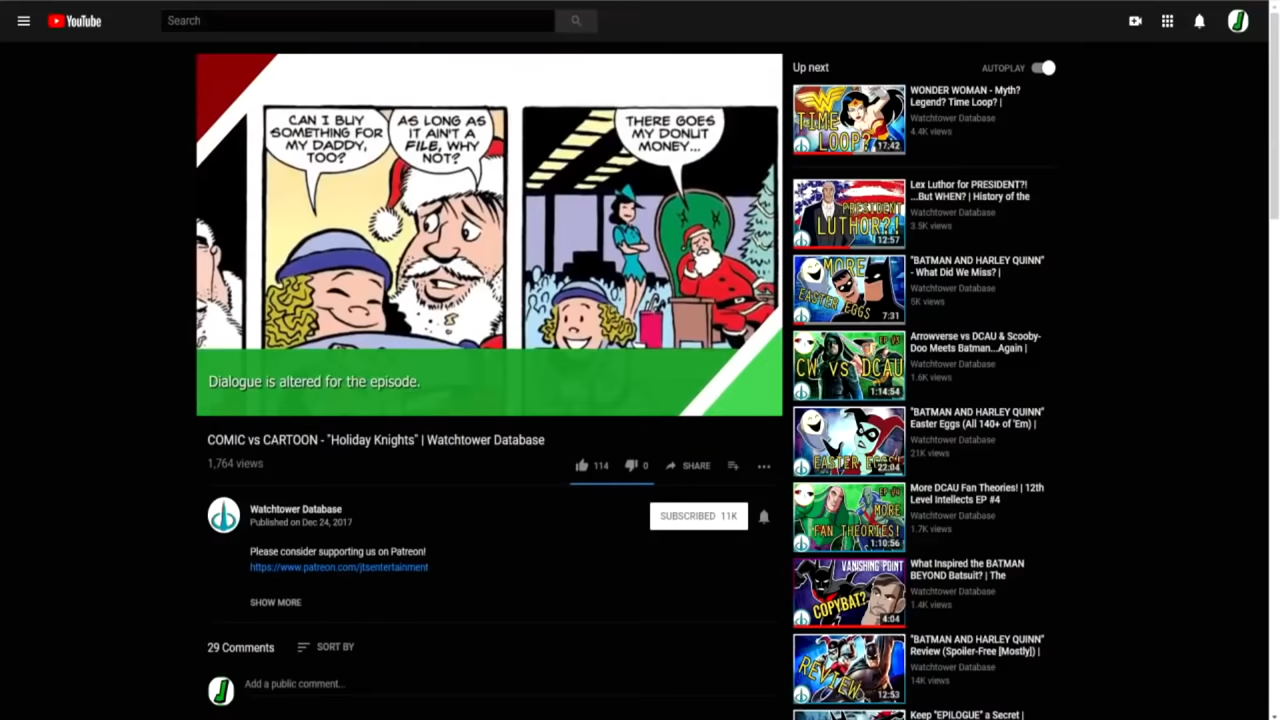 YouTube
Search
CAN I BUY
SOMETHING FOR
MY DADDY,
TOO?
AS LONG AS
IT AIN'T A
FILE, WHY
NOT?
THERE GOES
MY DONUT
MONEY...
Dialogue is altered for the episode.
COMIC vs CARTOON - "Holiday Knights" | Watchtower Database
1,764 views
114
0
SHARE
Watchtower Database
Published on Dec 24, 2017
SUBSCRIBED 11K
Please consider supporting us on Patreon!
https://www.patreon.com/jtsentertainment
SHOW MORE
29 Comments
SORT BY
Add a public comment...
Up next
AUTOPLAY
TIME
LOOP?
17:42
WONDER WOMAN - Myth?
Legend? Time Loop? |
Watchtower Database
4.4K views
PRESIDENT
LUTHOR?!
12:57
Lex Luthor for PRESIDENT?!
...But WHEN? | History of the
Watchtower Database
3.5K views
MORE
EASTER EGGS
7:31
"BATMAN AND HARLEY QUINN"
- What Did We Miss? |
Watchtower Database
5K views
EP #5
CW vs DCAU
1:14:54
Arrowverse vs DCAU & Scooby-
Doo Meets Batman...Again |
Watchtower Database
1.6K views
EASTER EGGS!
22:04
"BATMAN AND HARLEY QUINN"
Easter Eggs (All 140+ of 'Em) |
Watchtower Database
21K views
EP #4
MORE
FAN THEORIES!
1:10:56
More DCAU Fan Theories! | 12th
Level Intellects EP #4
Watchtower Database
1.7K views
VANISHING POINT
COPYBAT?
4:04
What Inspired the BATMAN
BEYOND Batsuit? | The
Watchtower Database
1.4K views
REVIEW
12:53
"BATMAN AND HARLEY QUINN"
Review (Spoiler-Free [Mostly]) |
Watchtower Database
14K views
Keep "EPILOGUE" a Secret |